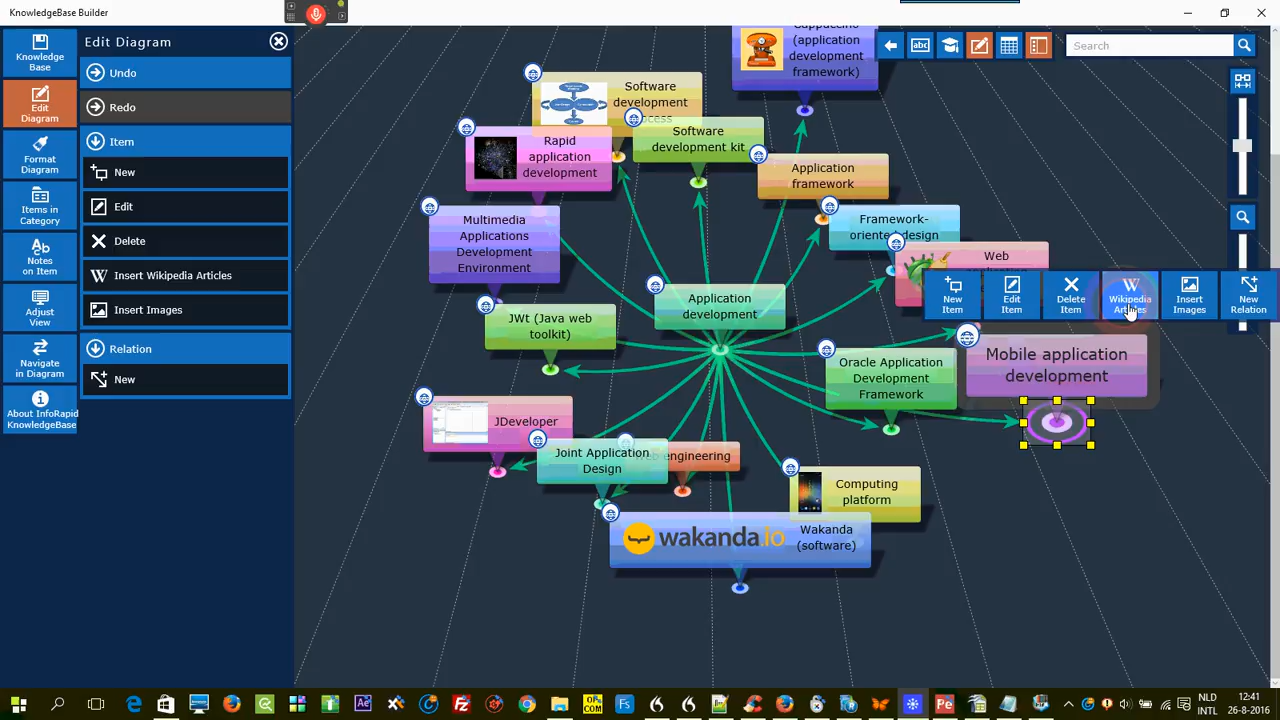 KnowledgeBase Builder
Knowledge
Base
Edit
Diagram
Format
Diagram
Items in
Category
Notes
on Item
Adjust
View
Navigate
in Diagram
About InfoRapid
KnowledgeBase
Edit Diagram
Undo
Redo
Item
New
Edit
Delete
Insert Wikipedia Articles
Insert Images
Relation
New
abc
Search
Cappuccino
(application
development
framework)
Software
development
process
Software
development kit
Rapid
application
development
Application
framework
Framework-
oriented design
Multimedia
Applications
Development
Environment
Web
New
Item
Edit
Item
Delete
Item
Wikipedia
Articles
Insert
Images
New
Relation
Application
development
JWt (Java web
toolkit)
Mobile application
development
Oracle Application
Development
Framework
JDeveloper
Joint Application
Design
engineering
Computing
platform
wakanda.io
Wakanda
(software)
NLD
INTL
12:41
26-8-2016